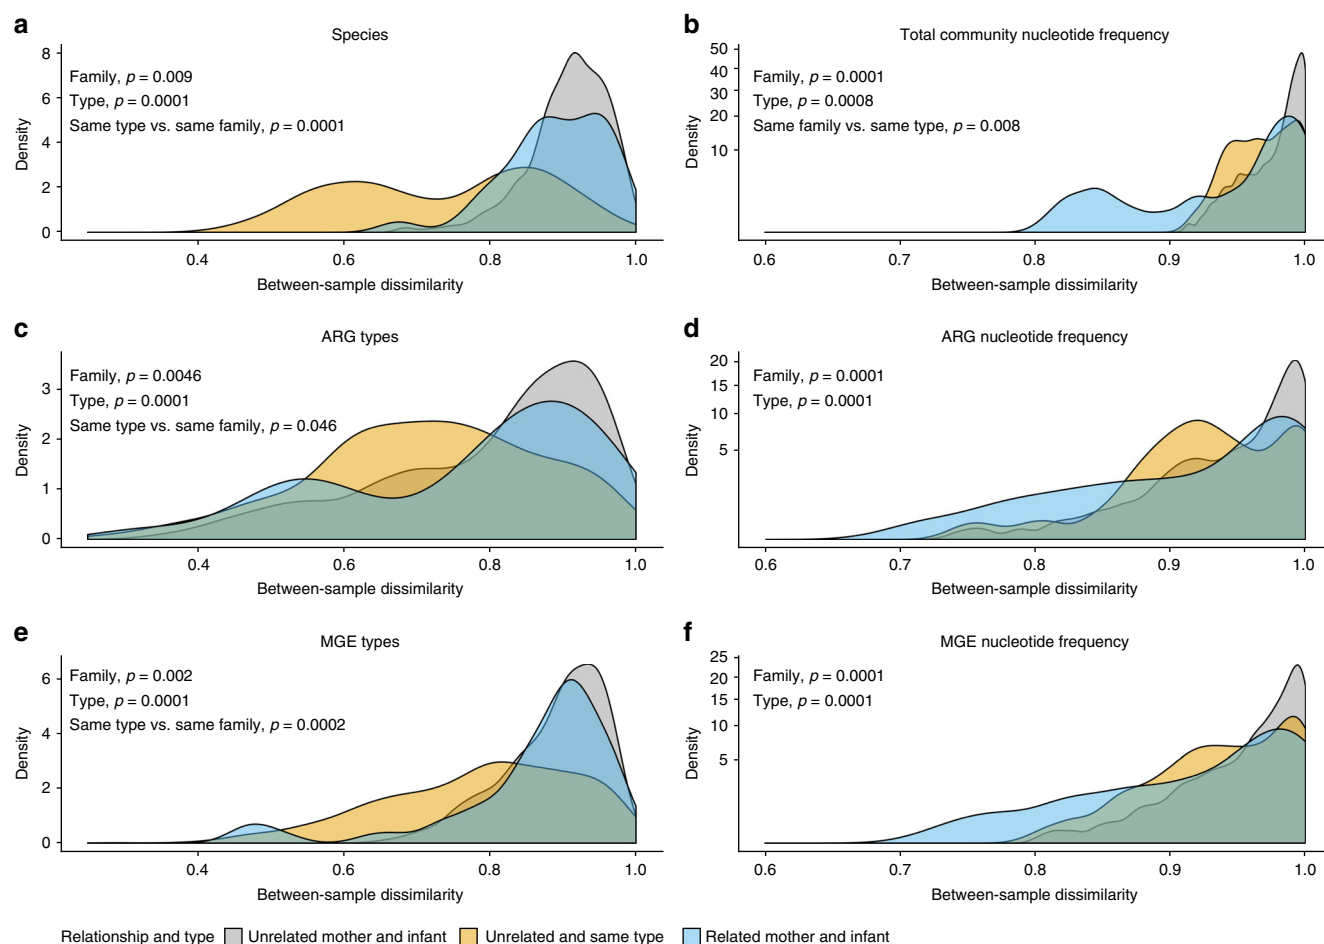 a
Species
8
6
4
2
0
Density
Family, p = 0.009
Type, p = 0.0001
Same type vs. same family, p = 0.0001
0.4 0.6 0.8 1.0
Between-sample dissimilarity
b
Total community nucleotide frequency
50
40
30
20
10
Density
Family, p = 0.0001
Type, p = 0.0008
Same family vs. same type, p = 0.008
0.6 0.7 0.8 0.9 1.0
Between-sample dissimilarity
c
ARG types
3
2
1
0
Density
Family, p = 0.0046
Type, p = 0.0001
Same type vs. same family, p = 0.046
0.4 0.6 0.8 1.0
Between-sample dissimilarity
d
ARG nucleotide frequency
20
15
10
5
Density
Family, p = 0.0001
Type, p = 0.0001
0.6 0.7 0.8 0.9 1.0
Between-sample dissimilarity
e
MGE types
6
4
2
0
Density
Family, p = 0.002
Type, p = 0.0001
Same type vs. same family, p = 0.0002
0.4 0.6 0.8 1.0
Between-sample dissimilarity
f
MGE nucleotide frequency
25
20
15
10
5
Density
Family, p = 0.0001
Type, p = 0.0001
0.6 0.7 0.8 0.9 1.0
Between-sample dissimilarity
Relationship and type Unrelated mother and infant Unrelated and same type Related mother and infant